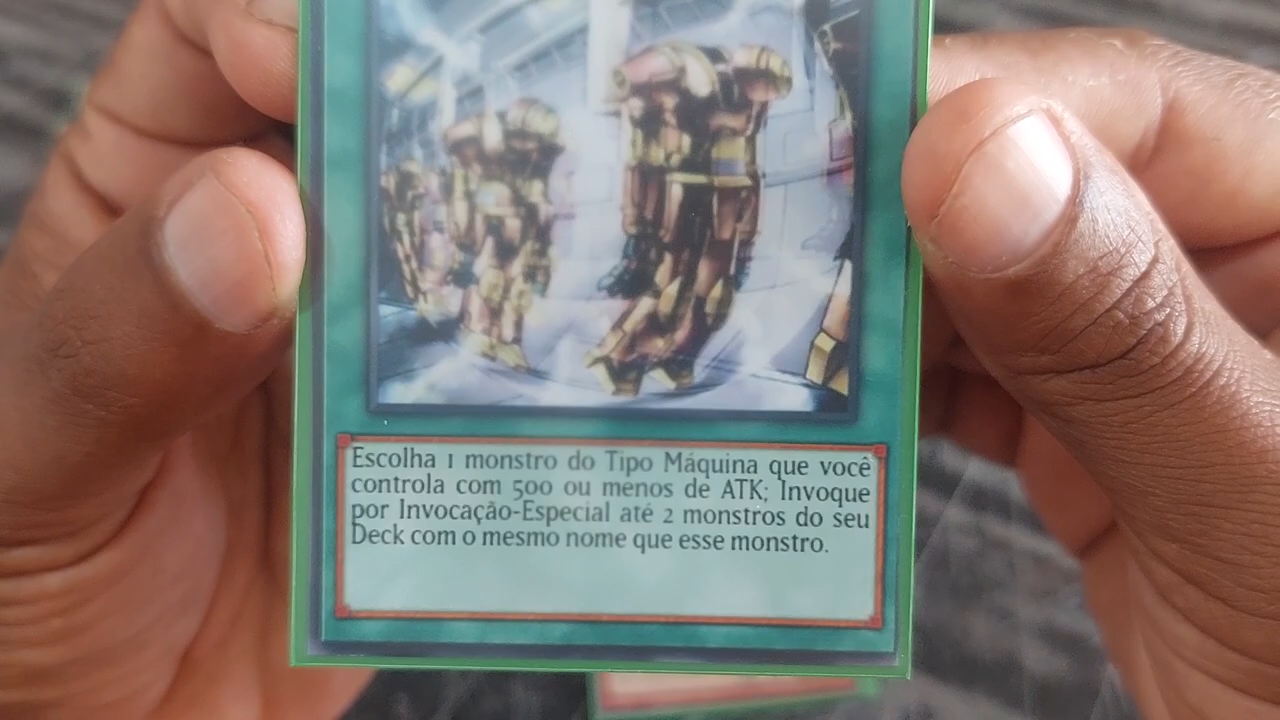 Escolha 1 monstro do Tipo Máquina que você
controla com 500 ou menos de ATK; Invoque
por Invocação-Especial até 2 monstros do seu
Deck com o mesmo nome que esse monstro.